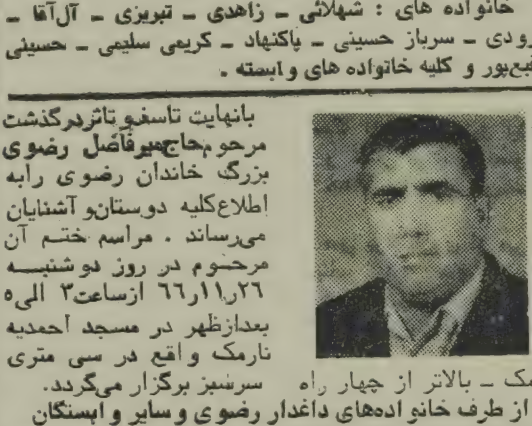 خانواده های : شهلائی ـ زاهدی ـ تبریزی ـ آل‌آقا ـ
رودی ـ سرباز حسینی ـ پاکنهاد ـ کریمی سلیمی ـ حسینی
فیع‌پور و کلیه خانواده های وابسته .
بانهایت تاسف و تاثر درگذشت
مرحوم حاج میرفاضل رضوی
بزرگ خاندان رضوی را به
اطلاع کلیه دوستان و آشنایان
می‌رساند . مراسم ختم آن
مرحوم در روز دوشنبه
۲۶ر۱۱ر۶۶ از ساعت ۳ الی ۵
بعدازظهر در مسجد احمدیه
نارمک واقع در سی متری
مک ـ بالاتر از چهار راه سرسبز برگزار میگردد.
از طرف خانواده‌های داغدار رضوی و سایر وابستگان